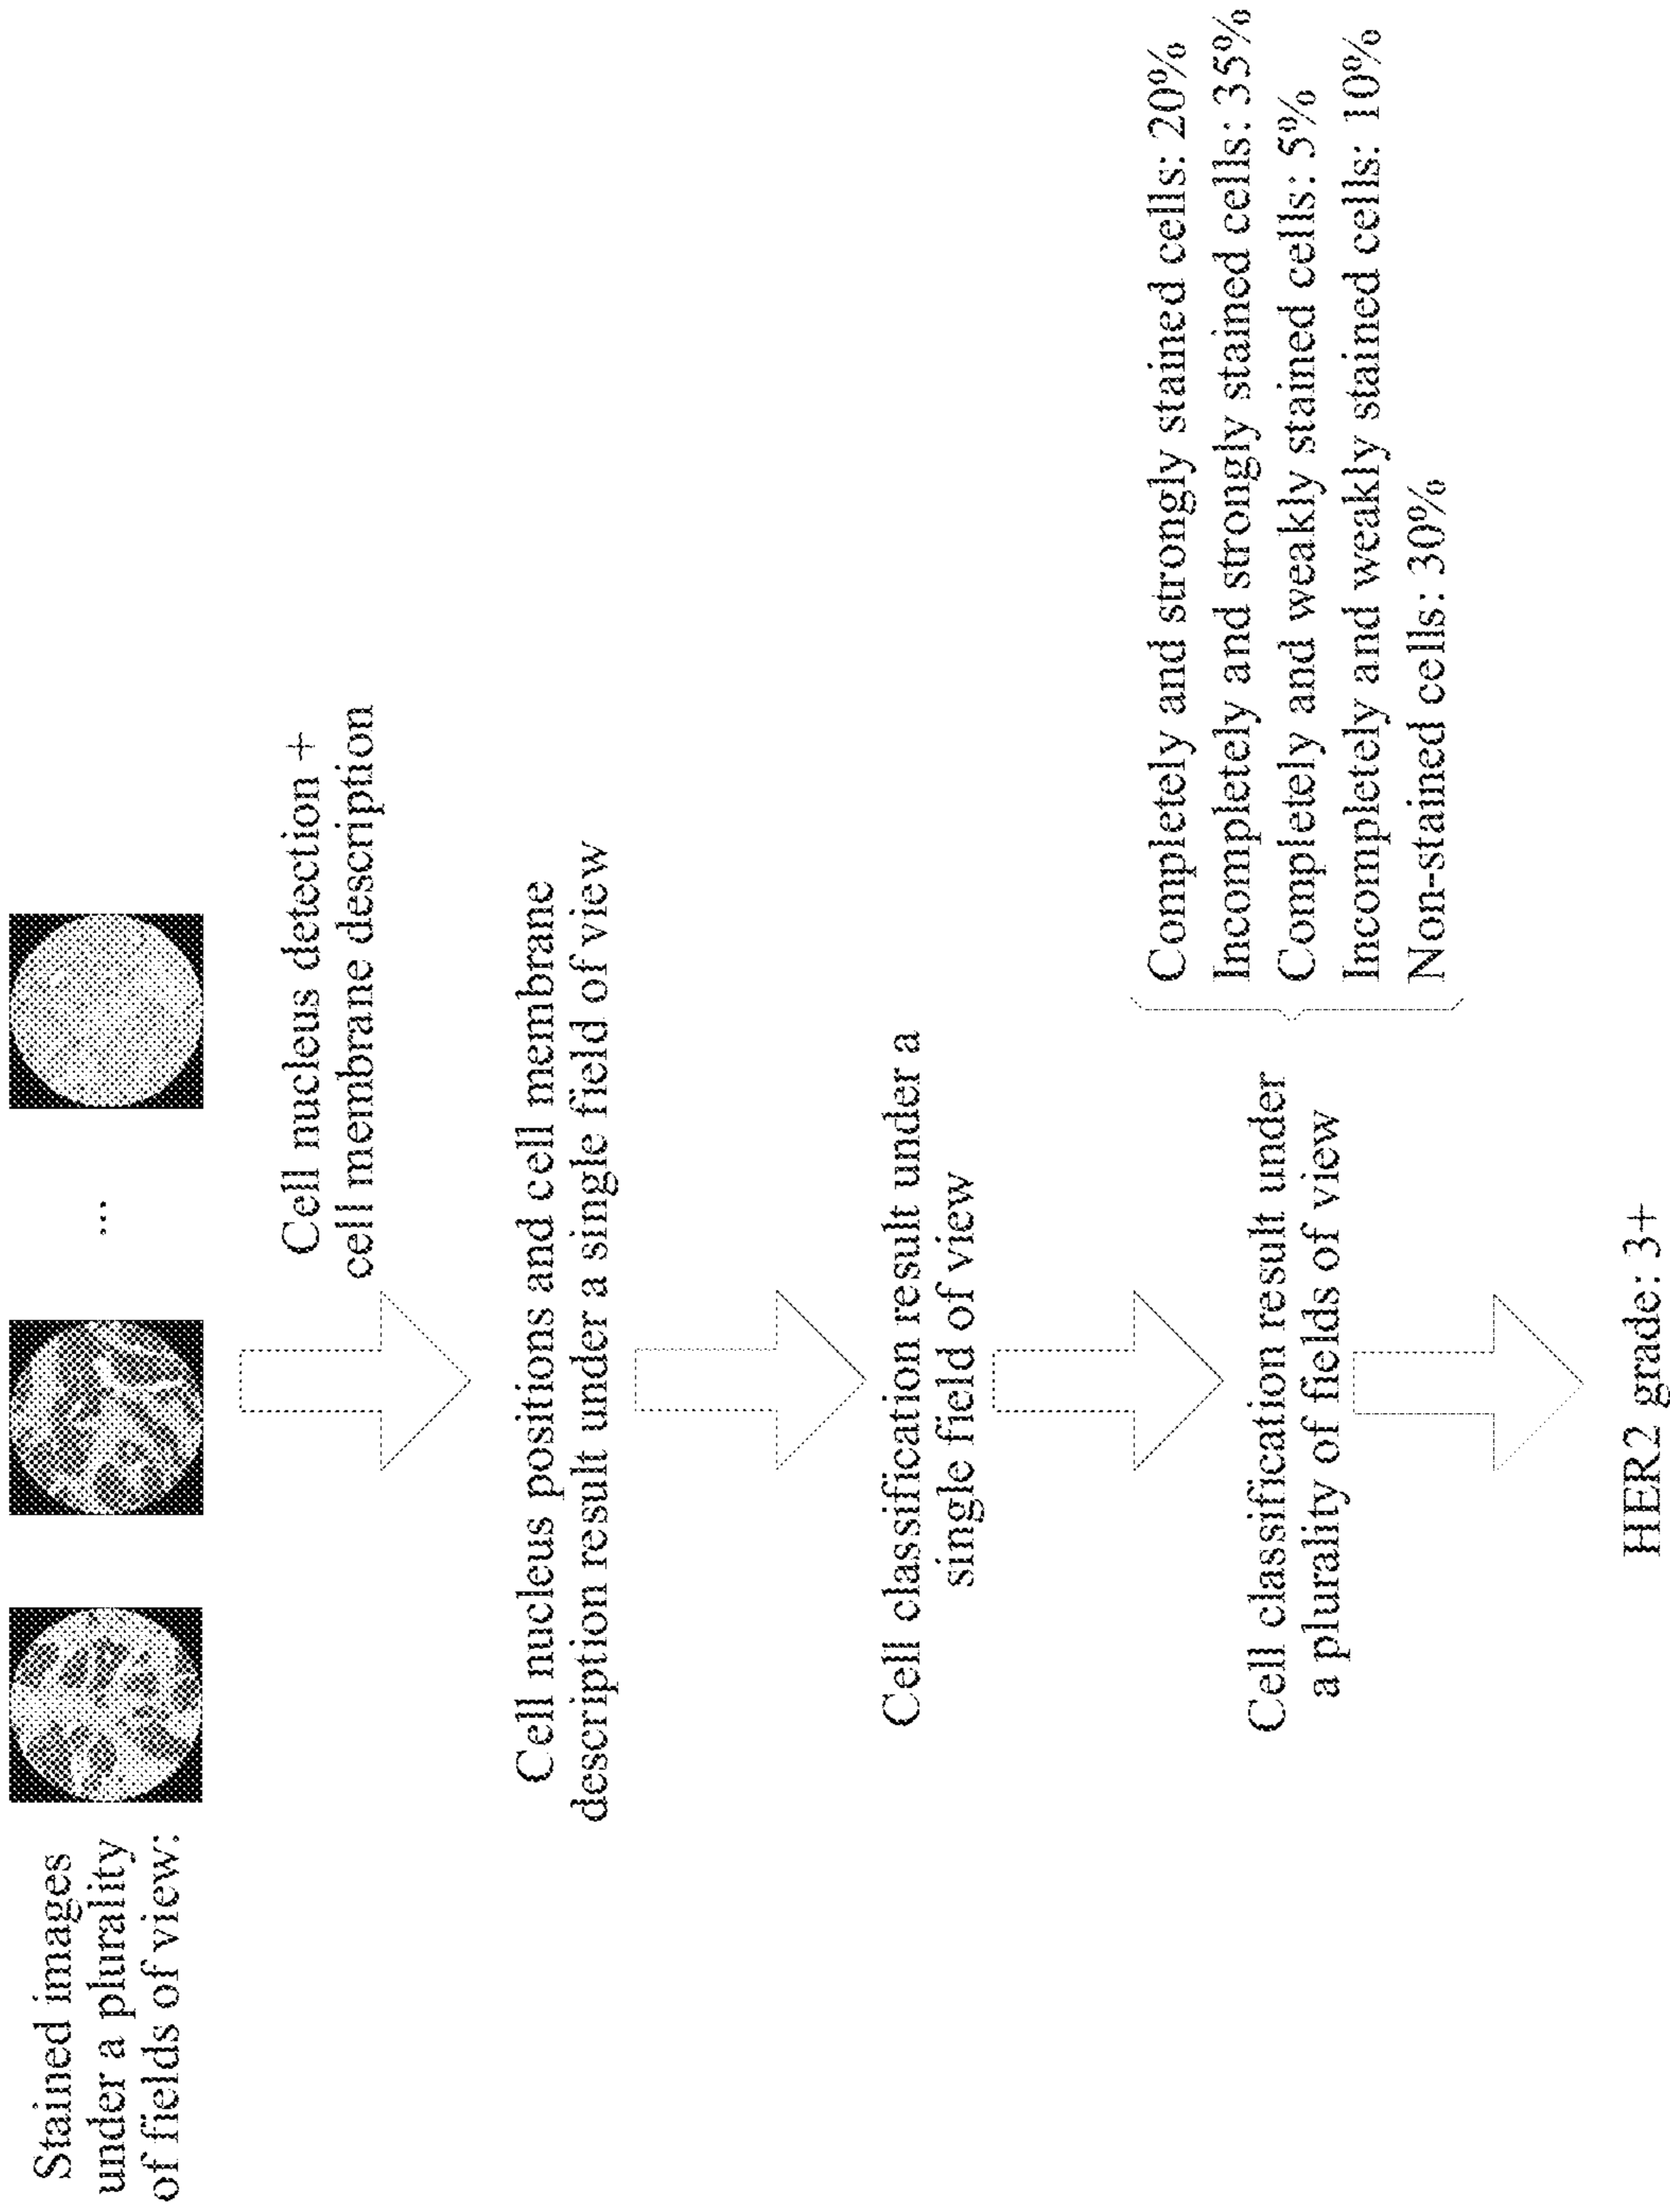 Stained images
under a plurality
of fields of view:
...
Cell nucleus detection +
cell membrane description
Cell nucleus positions and cell membrane
description result under a single field of view
Cell classification result under a
single field of view
Cell classification result under
a plurality of fields of view
Completely and strongly stained cells: 20%
Incompletely and strongly stained cells: 35%
Completely and weakly stained cells: 5%
Incompletely and weakly stained cells: 10%
Non-stained cells: 30%
HER2 grade: 3+